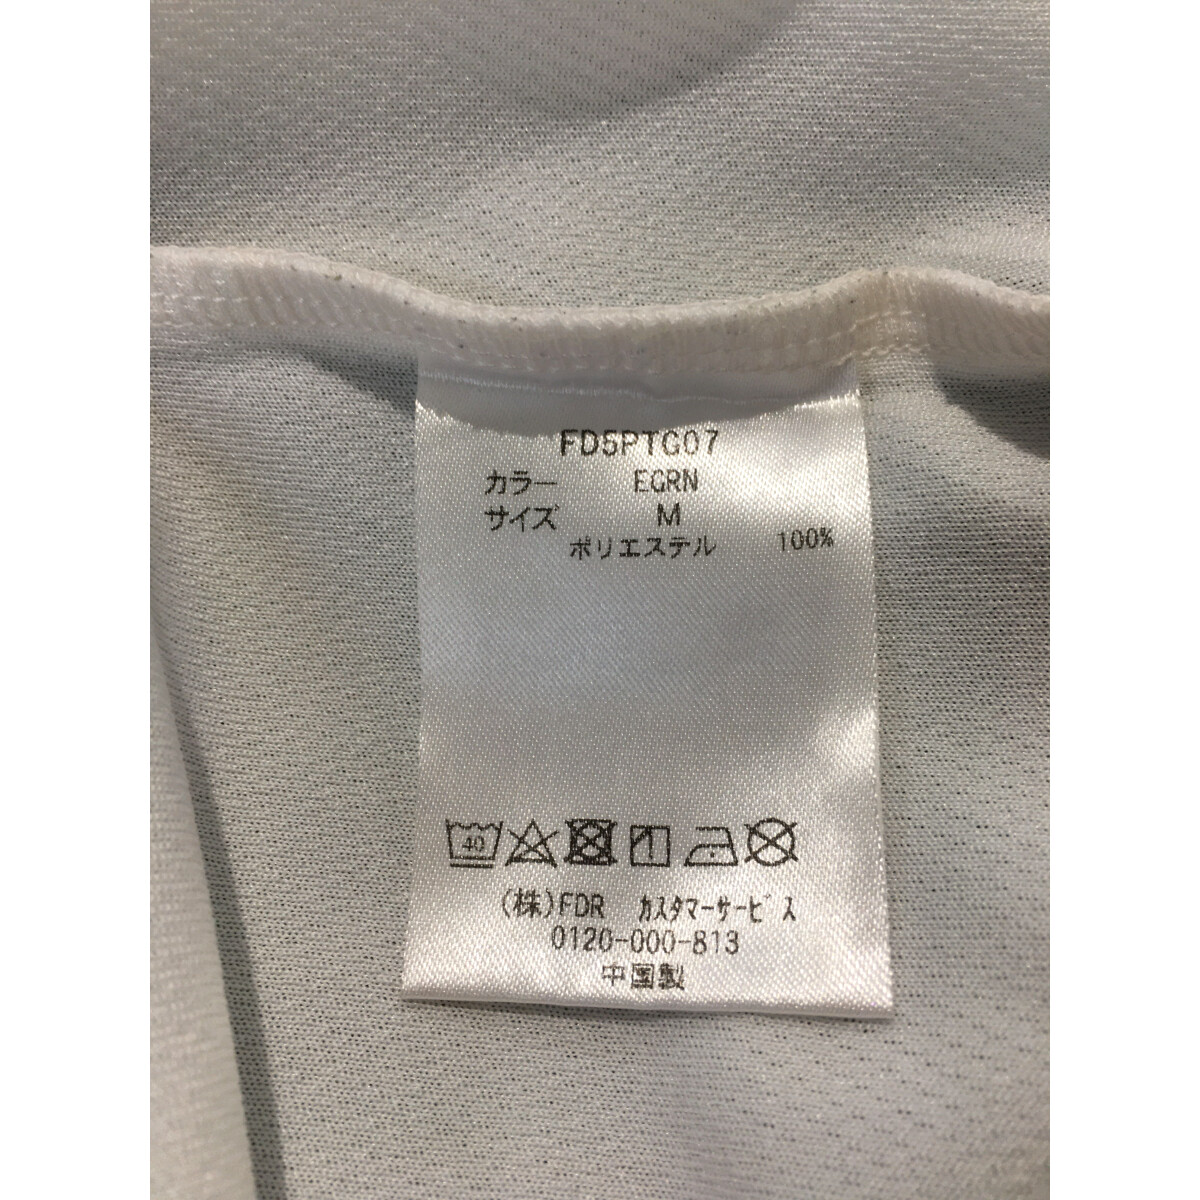 FD5PTG07
カラー EGRN
サイズ M
ポリエステル 100%
40
(株)FDR カスタマーサービス
0120-000-813
中国製